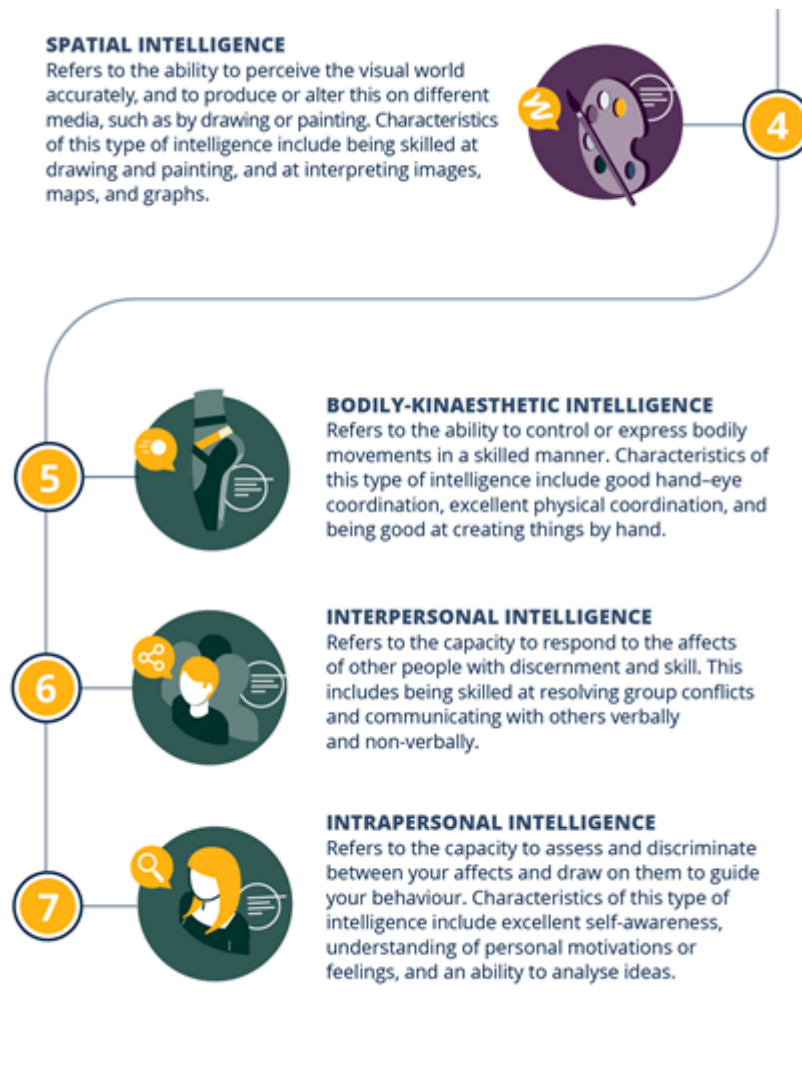 SPATIAL INTELLIGENCE
Refers to the ability to perceive the visual world
accurately, and to produce or alter this on different
media, such as by drawing or painting. Characteristics
of this type of intelligence include being skilled at
drawing and painting, and at interpreting images,
maps, and graphs.
4
5
BODILY-KINAESTHETIC INTELLIGENCE
Refers to the ability to control or express bodily
movements in a skilled manner. Characteristics of
this type of intelligence include good hand–eye
coordination, excellent physical coordination, and
being good at creating things by hand.
6
INTERPERSONAL INTELLIGENCE
Refers to the capacity to respond to the affects
of other people with discernment and skill. This
includes being skilled at resolving group conflicts
and communicating with others verbally
and non-verbally.
7
INTRAPERSONAL INTELLIGENCE
Refers to the capacity to assess and discriminate
between your affects and draw on them to guide
your behaviour. Characteristics of this type of
intelligence include excellent self-awareness,
understanding of personal motivations or
feelings, and an ability to analyse ideas.